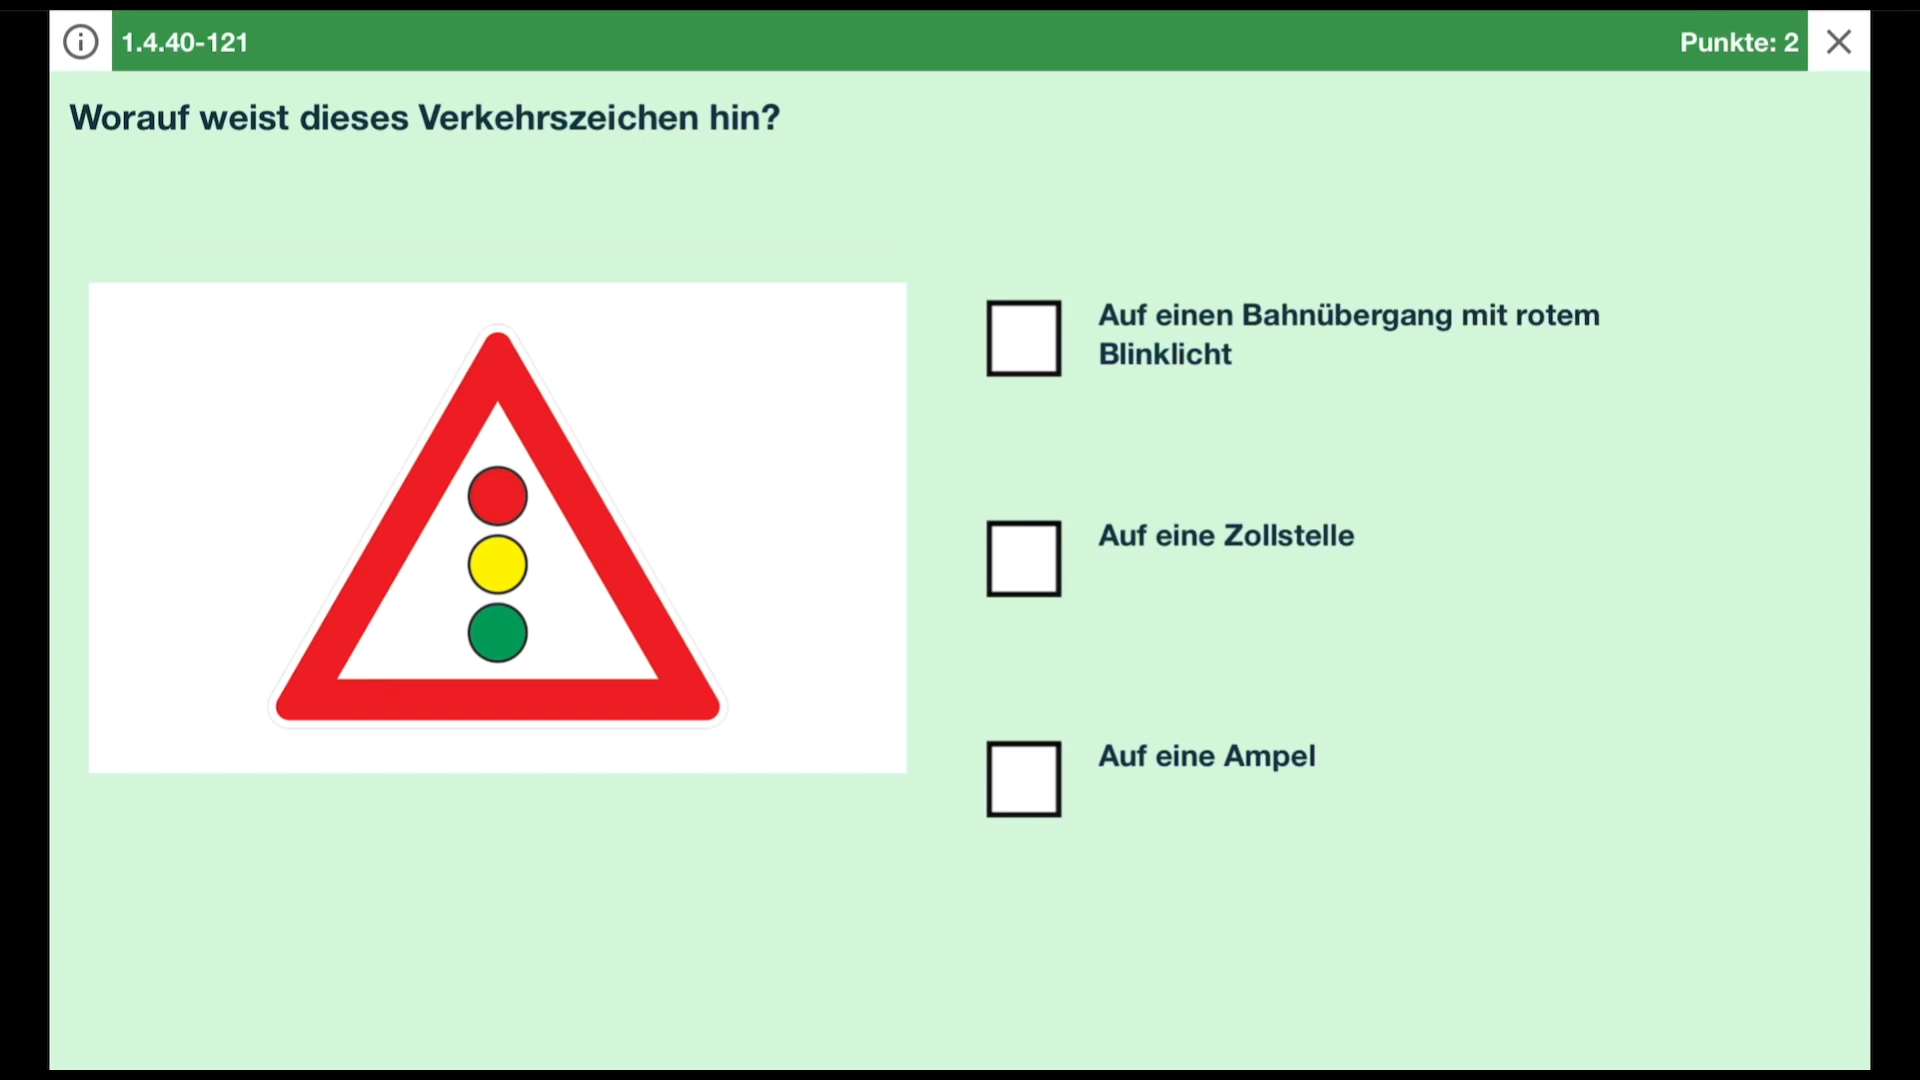 1.4.40-121
Punkte: 2
Worauf weist dieses Verkehrszeichen hin?
Auf einen Bahnübergang mit rotem
Blinklicht
Auf eine Zollstelle
Auf eine Ampel